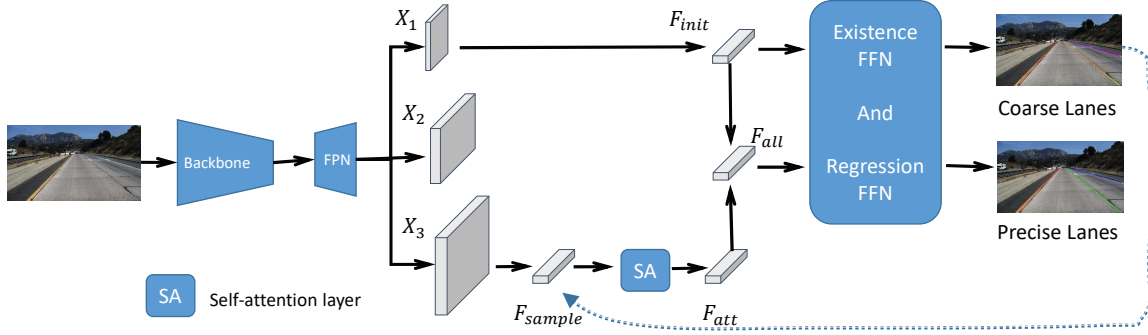 X₁
F_init
Existence
FFN
And
Regression
FFN
Coarse Lanes
X₂
Backbone
FPN
F_all
Precise Lanes
X₃
SA
SA
Self-attention layer
F_sample
F_att